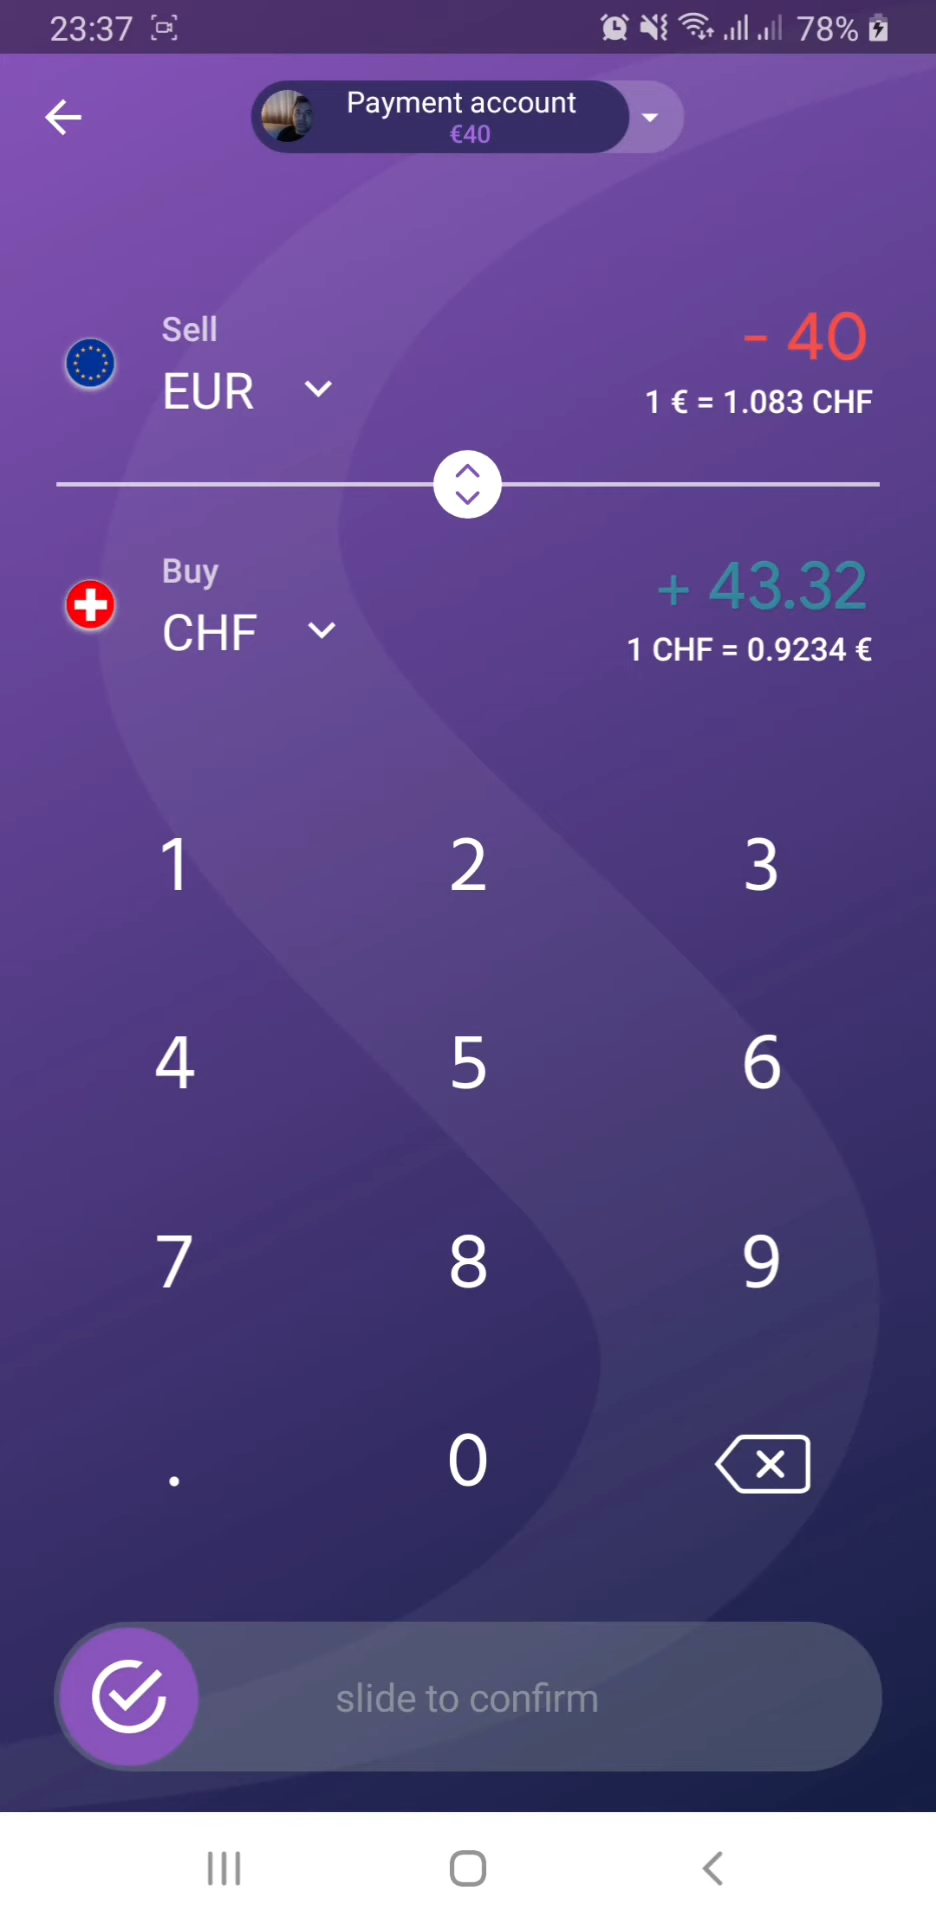 23:37
78%
Payment account
€40
Sell
- 40
EUR
1 € = 1.083 CHF
Buy
+ 43.32
CHF
1 CHF = 0.9234 €
1 2 3
4 5 6
7 8 9
. 0
slide to confirm